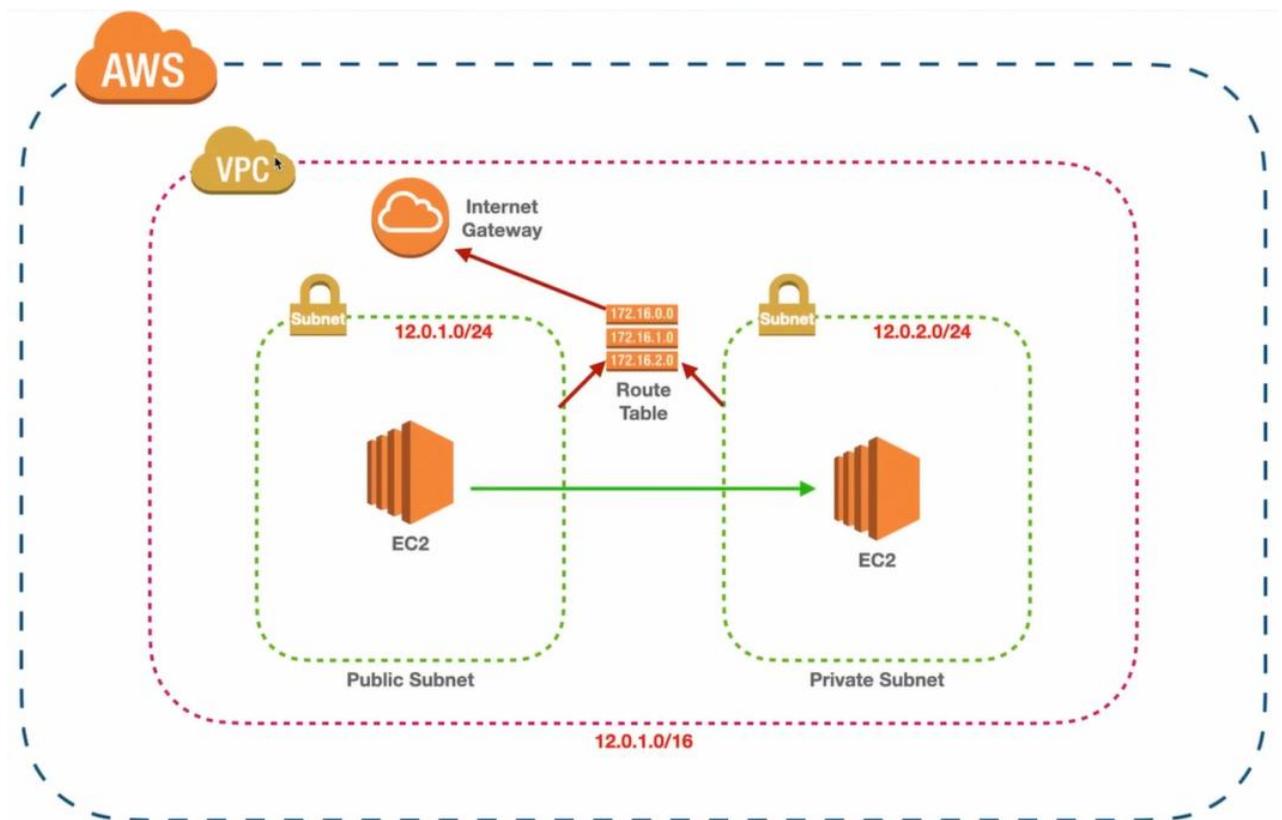 AWS
VPC
Internet
Gateway
Subnet
12.0.1.0/24
172.16.0.0
172.16.1.0
172.16.2.0
Route
Table
Subnet
12.0.2.0/24
EC2
EC2
Public Subnet
Private Subnet
12.0.1.0/16